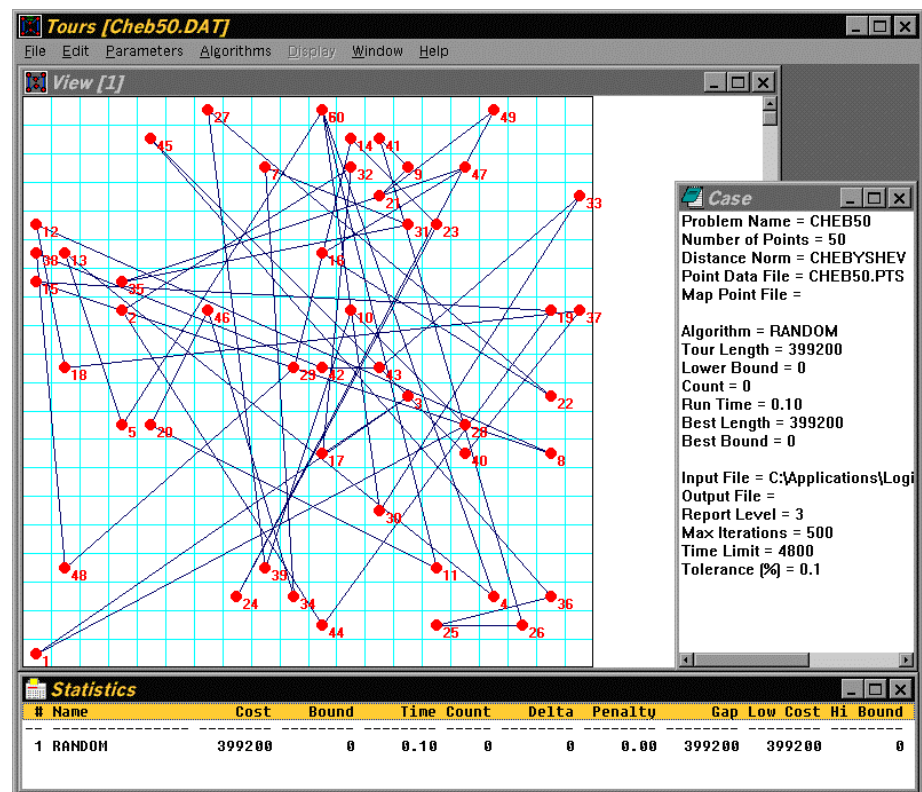 Tours [Cheb50.DAT]
File Edit Parameters Algorithms Display Window Help
View [1]
27 60 49
45 14 41
7 32 9 47
21 33
12 31 23
38 13 16
15 35
2 46 10 19 37
18 29 42 43
3 22
5 20 28
17 40 8
30
48 39 11
24 34 4 36
44 25 26
1
Case
Problem Name = CHEB50
Number of Points = 50
Distance Norm = CHEBYSHEV
Point Data File = CHEB50.PTS
Map Point File =
Algorithm = RANDOM
Tour Length = 399200
Lower Bound = 0
Count = 0
Run Time = 0.10
Best Length = 399200
Best Bound = 0
Input File = C:\Applications\Logi
Output File =
Report Level = 3
Max Iterations = 500
Time Limit = 4800
Tolerance (%) = 0.1
Statistics
# Name Cost Bound Time Count Delta Penalty Gap Low Cost Hi Bound
1 RANDOM 399200 0 0.10 0 0 0.00 399200 399200 0